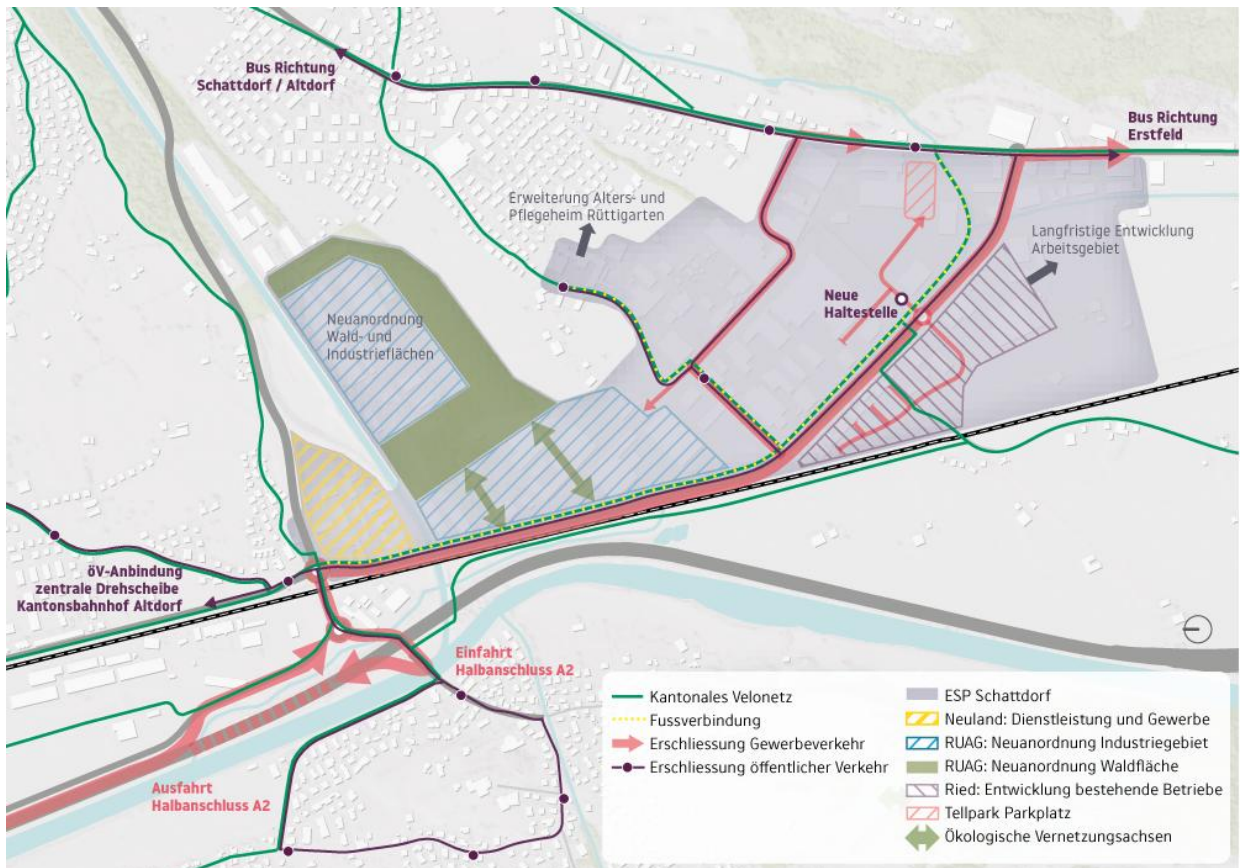 Bus Richtung
Schattdorf / Altdorf
Bus Richtung
Erstfeld
Erweiterung Alters- und
Pflegeheim Rüttigarten
Langfristige Entwicklung
Arbeitsgebiet
Neue
Haltestelle
Neuanordnung
Wald- und
Industrieflächen
öV-Anbindung
zentrale Drehscheibe
Kantonsbahnhof Altdorf
Einfahrt
Halbanschluss A2
Ausfahrt
Halbanschluss A2
Kantonales Velonetz
Fussverbindung
Erschliessung Gewerbeverkehr
Erschliessung öffentlicher Verkehr
ESP Schattdorf
Neuland: Dienstleistung und Gewerbe
RUAG: Neuanordnung Industriegebiet
RUAG: Neuanordnung Waldfläche
Ried: Entwicklung bestehende Betriebe
Tellpark Parkplatz
Ökologische Vernetzungsachsen